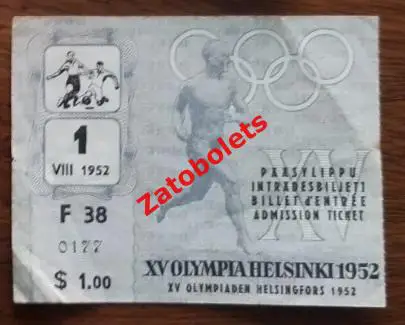 1
VIII 1952
F 38
0177
$ 1.00
XV
PÄÄSYLIPPU
INTRÄDESBILJETT
BILLET D'ENTRÉE
ADMISSION TICKET
XV OLYMPIA HELSINKI 1952
XV OLYMPIADEN HELSINGFORS 1952
Zatobolets